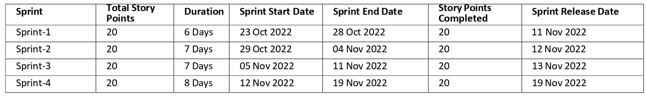 Sprint Total Story Points Duration Sprint Start Date Sprint End Date Story Points Completed Sprint Release Date
Sprint-1 20 6 Days 23 Oct 2022 28 Oct 2022 20 11 Nov 2022
Sprint-2 20 7 Days 29 Oct 2022 04 Nov 2022 20 12 Nov 2022
Sprint-3 20 7 Days 05 Nov 2022 11 Nov 2022 20 13 Nov 2022
Sprint-4 20 8 Days 12 Nov 2022 19 Nov 2022 20 19 Nov 2022